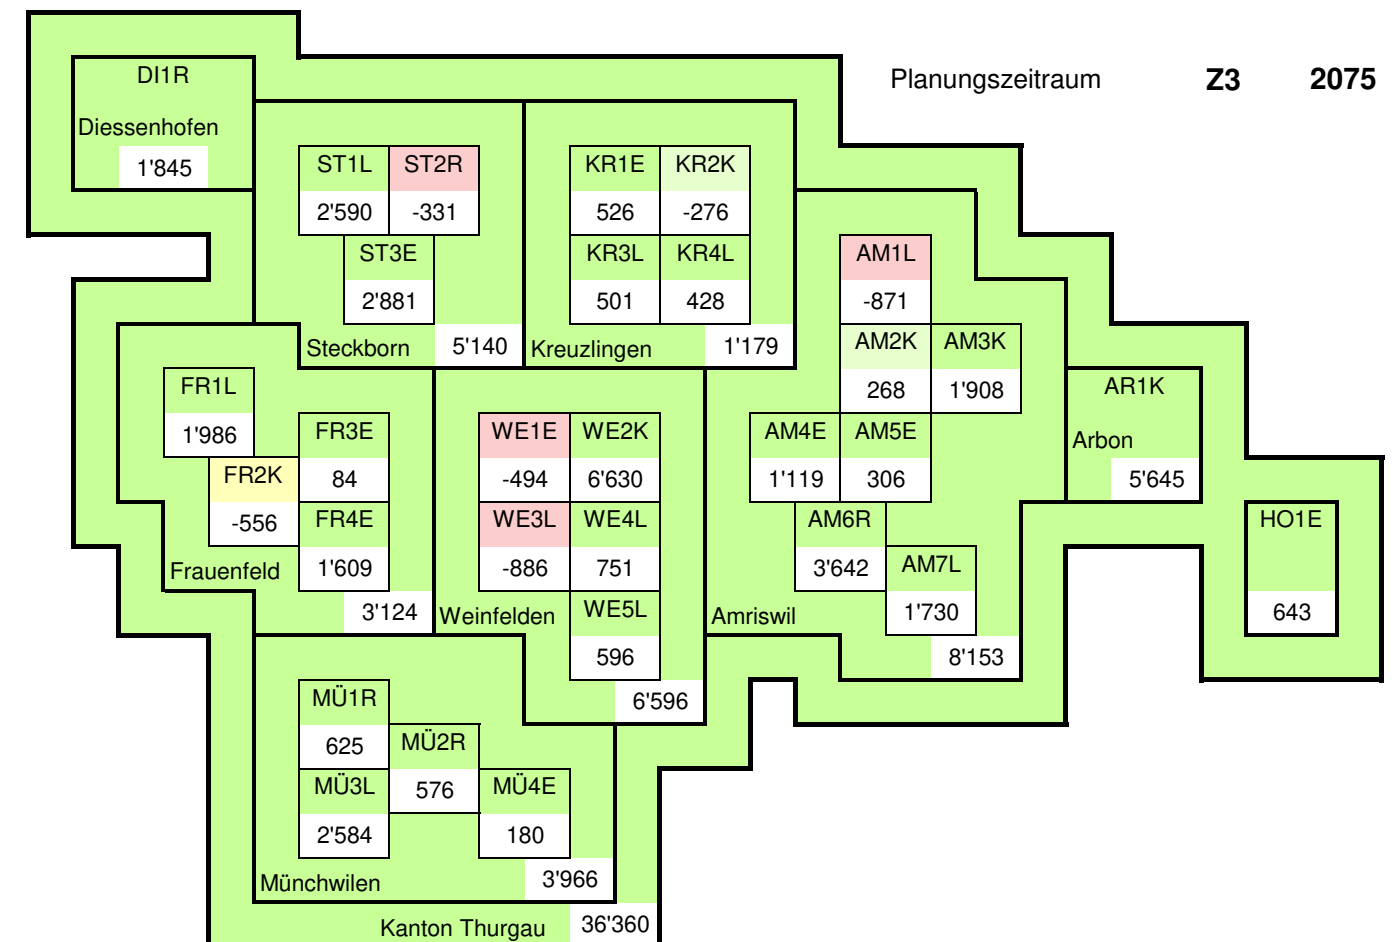 Planungszeitraum Z3 2075
DI1R
Diessenhofen
1'845
ST1L ST2R
2'590 -331
ST3E
2'881
Steckborn 5'140
KR1E KR2K
526 -276
KR3L KR4L
501 428
Kreuzlingen 1'179
AM1L
-871
AM2K AM3K
268 1'908
AM4E AM5E
1'119 306
AM6R
3'642
AM7L
1'730
Amriswil
8'153
AR1K
Arbon
5'645
HO1E
643
FR1L
1'986
FR3E
84
FR2K
-556
FR4E
1'609
Frauenfeld
3'124
WE1E WE2K
-494 6'630
WE3L WE4L
-886 751
WE5L
596
Weinfelden
6'596
MÜ1R
625
MÜ2R
576
MÜ3L
2'584
MÜ4E
180
Münchwilen 3'966
Kanton Thurgau 36'360